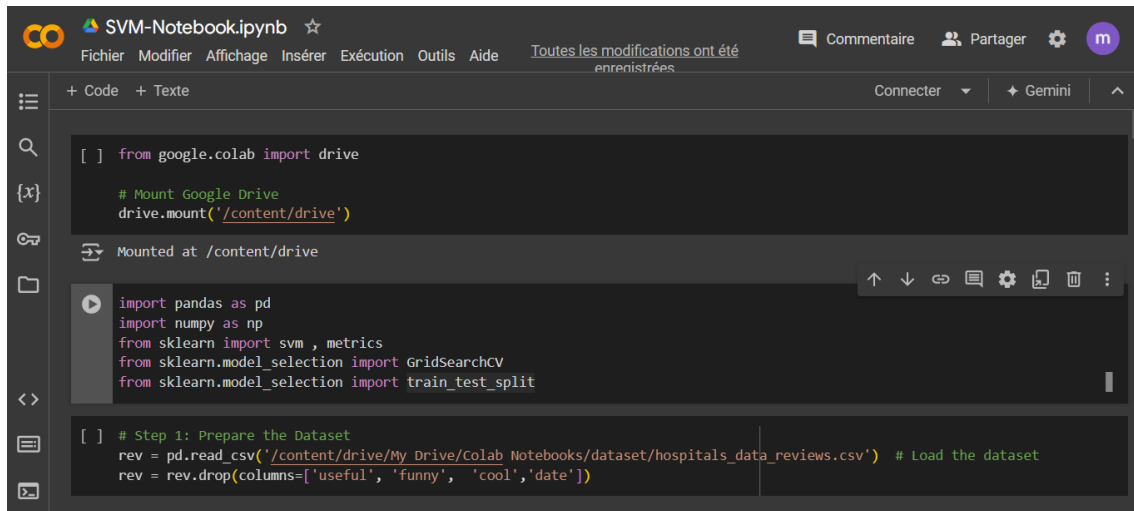 SVM-Notebook.ipynb
Commentaire Partager m
Fichier Modifier Affichage Insérer Exécution Outils Aide Toutes les modifications ont été
enregistrées
+ Code + Texte Connecter Gemini
[ ] from google.colab import drive
# Mount Google Drive
drive.mount('/content/drive')
Mounted at /content/drive
import pandas as pd
import numpy as np
from sklearn import svm , metrics
from sklearn.model_selection import GridSearchCV
from sklearn.model_selection import train_test_split
{x}
<>
[ ] # Step 1: Prepare the Dataset
rev = pd.read_csv('/content/drive/My Drive/Colab Notebooks/dataset/hospitals_data_reviews.csv') # Load the dataset
rev = rev.drop(columns=['useful', 'funny', 'cool','date'])